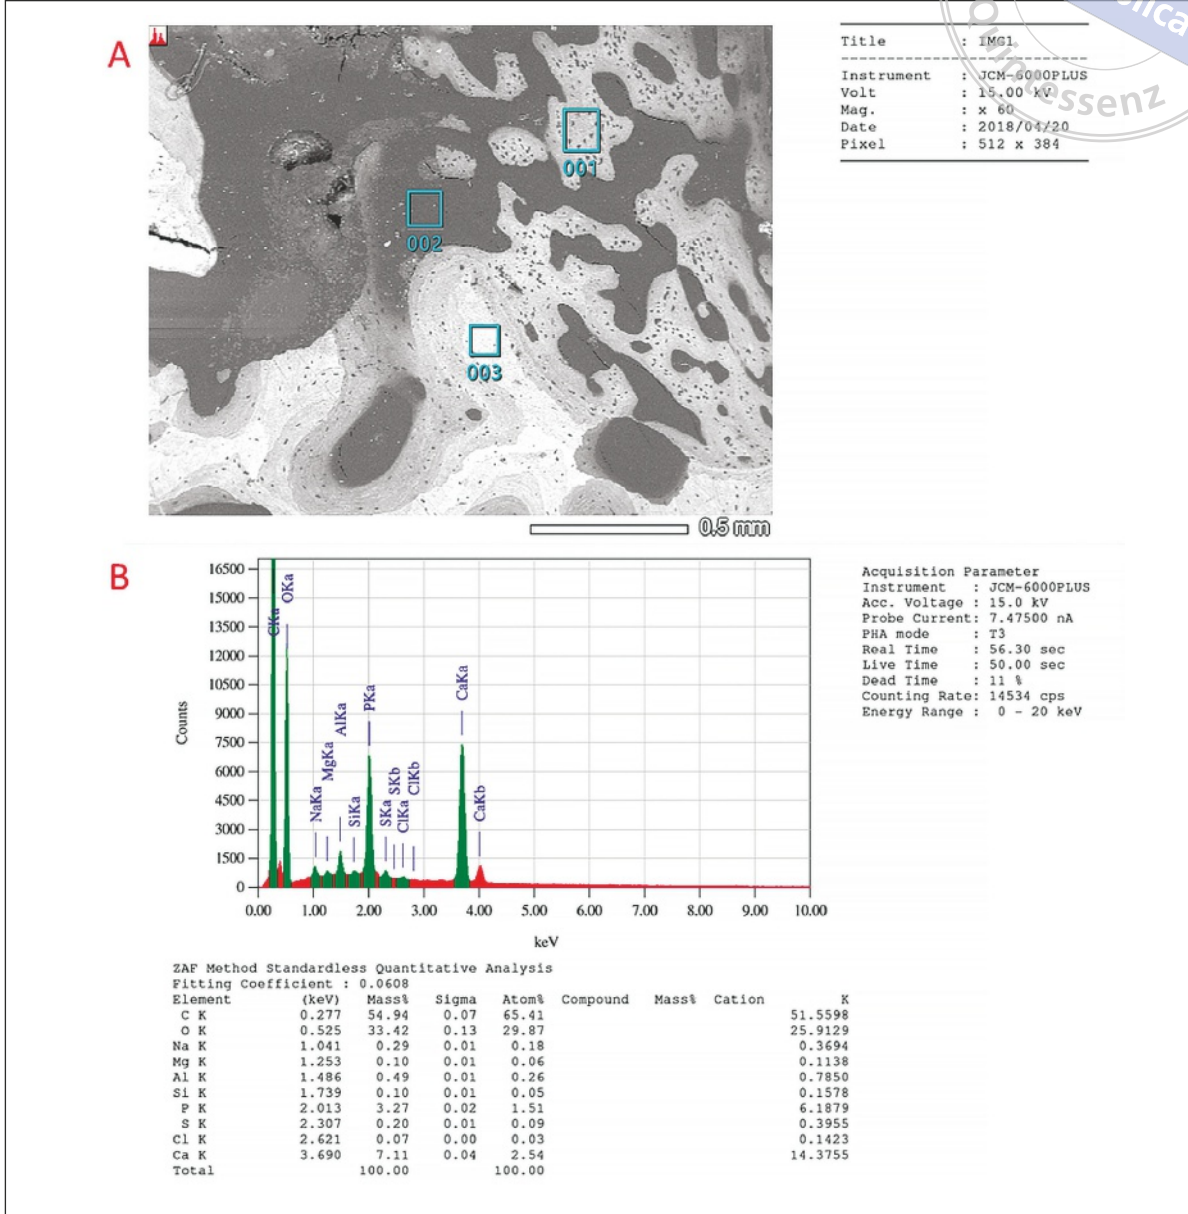 A
001
002
003
0.5 mm
Title : IMG1
Instrument : JCM-6000PLUS
Volt : 15.00 kV
Mag. : x 60
Date : 2018/04/20
Pixel : 512 x 384
Quintessenz
B
16500
15000
13500
12000
10500
9000
7500
6000
4500
3000
1500
0
Counts
CKa
OKa
NaKa
MgKa
AlKa
SiKa
PKa
SKa
SKb
ClKa
ClKb
CaKa
CaKb
0.00 1.00 2.00 3.00 4.00 5.00 6.00 7.00 8.00 9.00 10.00
keV
Acquisition Parameter
Instrument : JCM-6000PLUS
Acc. Voltage : 15.0 kV
Probe Current: 7.47500 nA
PHA mode : T3
Real Time : 56.30 sec
Live Time : 50.00 sec
Dead Time : 11 %
Counting Rate: 14534 cps
Energy Range : 0 - 20 keV
ZAF Method Standardless Quantitative Analysis
Fitting Coefficient : 0.0608
Element (keV) Mass% Sigma Atom% Compound Mass% Cation K
C K 0.277 54.94 0.07 65.41 51.5598
O K 0.525 33.42 0.13 29.87 25.9129
Na K 1.041 0.29 0.01 0.18 0.3694
Mg K 1.253 0.10 0.01 0.06 0.1138
Al K 1.486 0.49 0.01 0.26 0.7850
Si K 1.739 0.10 0.01 0.05 0.1578
P K 2.013 3.27 0.02 1.51 6.1879
S K 2.307 0.20 0.01 0.09 0.3955
Cl K 2.621 0.07 0.00 0.03 0.1423
Ca K 3.690 7.11 0.04 2.54 14.3755
Total 100.00 100.00